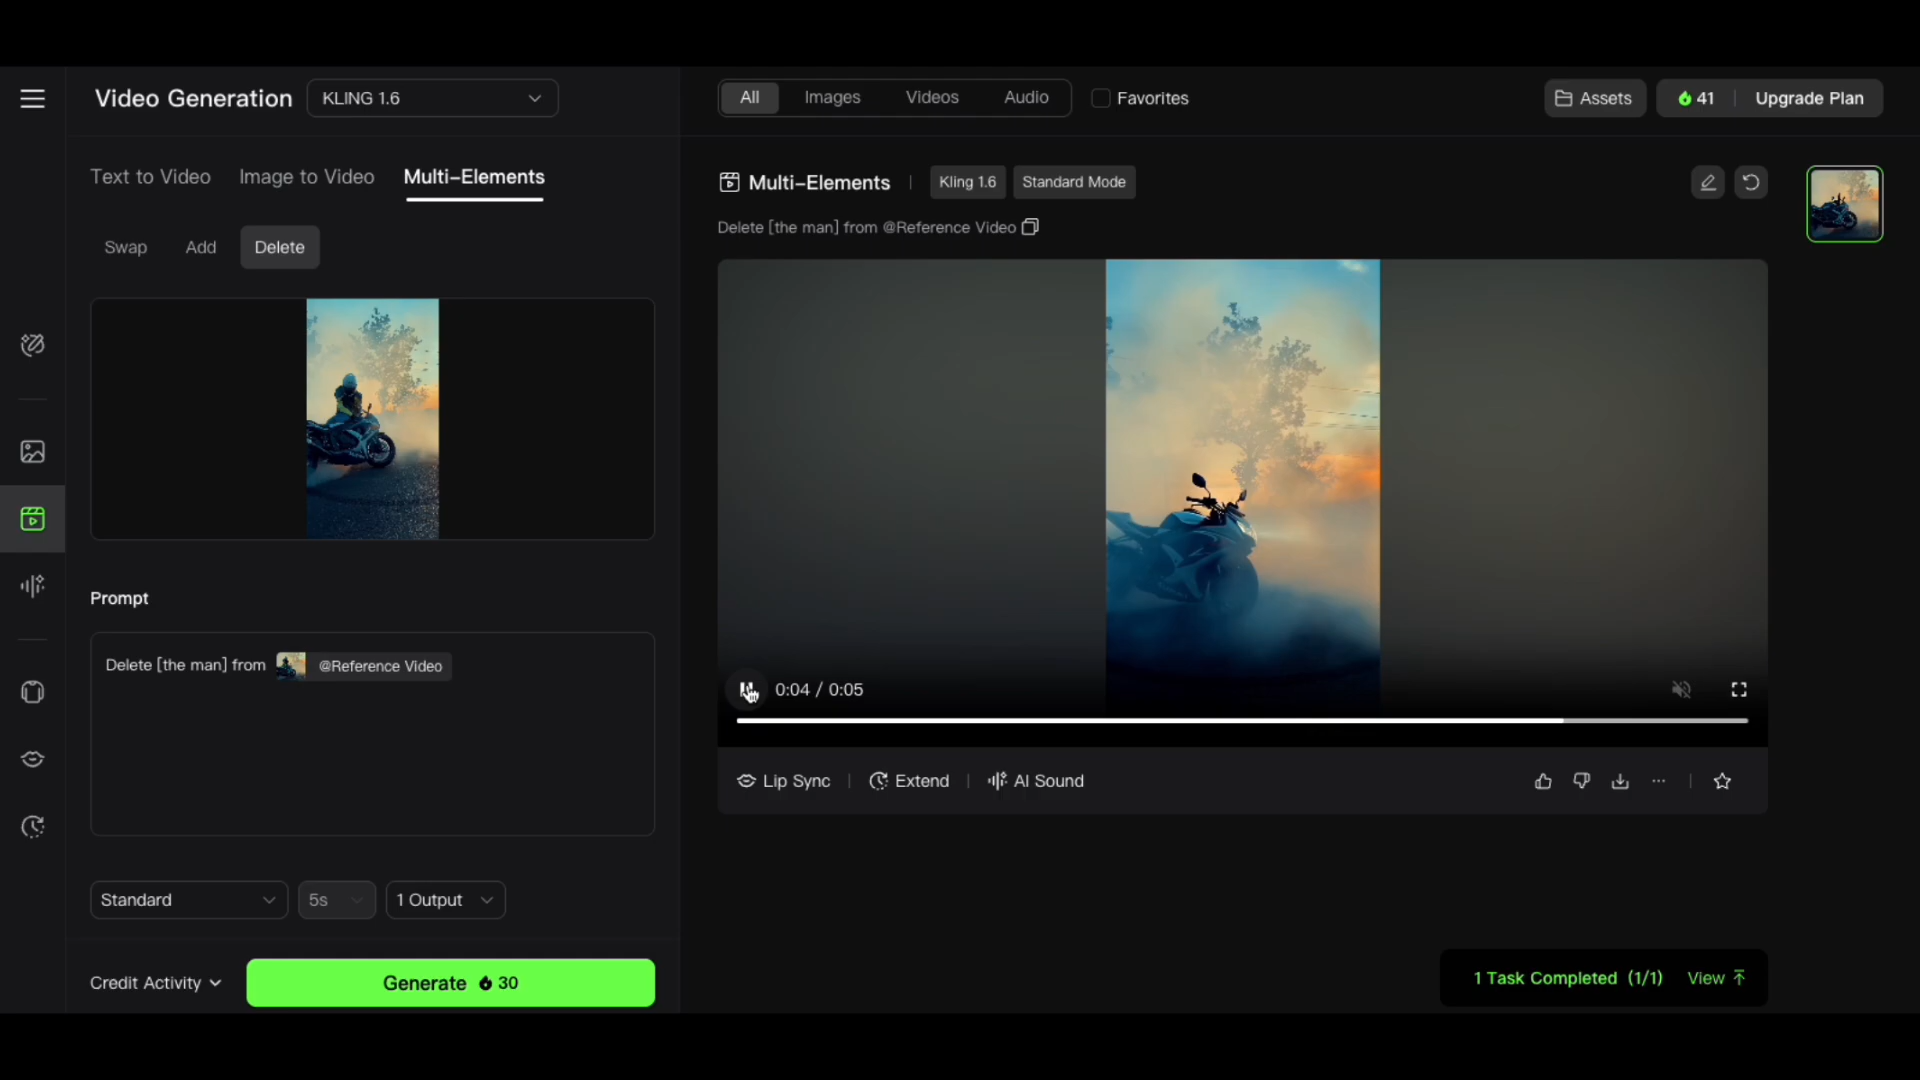 Video Generation
KLING 1.6
All
Images
Videos
Audio
Favorites
Assets
41
Upgrade Plan
Text to Video
Image to Video
Multi-Elements
Swap
Add
Delete
Multi-Elements
Kling 1.6
Standard Mode
Delete [the man] from @Reference Video
Prompt
Delete [the man] from @Reference Video
0:04 / 0:05
Lip Sync
Extend
AI Sound
Standard
5s
1 Output
Credit Activity
Generate 30
1 Task Completed (1/1)
View